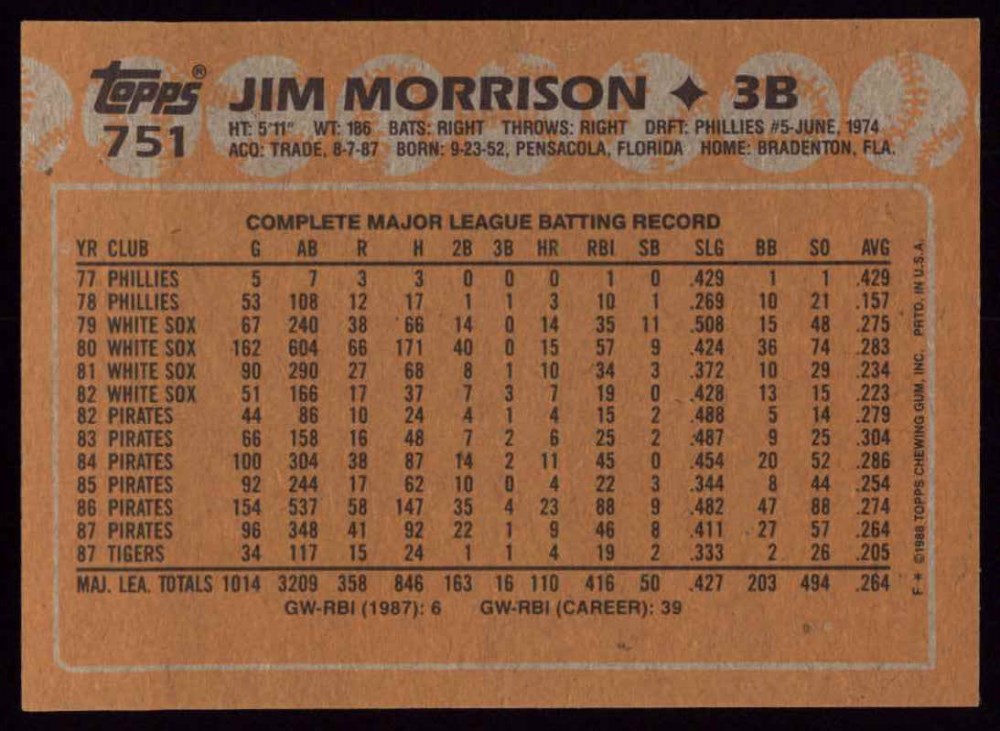 Topps® JIM MORRISON ✦ 3B
751
HT: 5'11" WT: 186 BATS: RIGHT THROWS: RIGHT DRFT: PHILLIES #5-JUNE, 1974
ACQ: TRADE, 8-7-87 BORN: 9-23-52, PENSACOLA, FLORIDA HOME: BRADENTON, FLA.
COMPLETE MAJOR LEAGUE BATTING RECORD
YR CLUB G AB R H 2B 3B HR RBI SB SLG BB SO AVG
77 PHILLIES 5 7 3 3 0 0 0 1 0 .429 1 1 .429
78 PHILLIES 53 108 12 17 1 1 3 10 1 .269 10 21 .157
79 WHITE SOX 67 240 38 66 14 0 14 35 11 .508 15 48 .275
80 WHITE SOX 162 604 66 171 40 0 15 57 9 .424 36 74 .283
81 WHITE SOX 90 290 27 68 8 1 10 34 3 .372 10 29 .234
82 WHITE SOX 51 166 17 37 7 3 7 19 0 .428 13 15 .223
82 PIRATES 44 86 10 24 4 1 4 15 2 .488 5 14 .279
83 PIRATES 66 158 16 48 7 2 6 25 2 .487 9 25 .304
84 PIRATES 100 304 38 87 14 2 11 45 0 .454 20 52 .286
85 PIRATES 92 244 17 62 10 0 4 22 3 .344 8 44 .254
86 PIRATES 154 537 58 147 35 4 23 88 9 .482 47 88 .274
87 PIRATES 96 348 41 92 22 1 9 46 8 .411 27 57 .264
87 TIGERS 34 117 15 24 1 1 4 19 2 .333 2 26 .205
MAJ. LEA. TOTALS 1014 3209 358 846 163 16 110 416 50 .427 203 494 .264
GW-RBI (1987): 6 GW-RBI (CAREER): 39
F* ©1988 TOPPS CHEWING GUM, INC. PRTD. IN U.S.A.